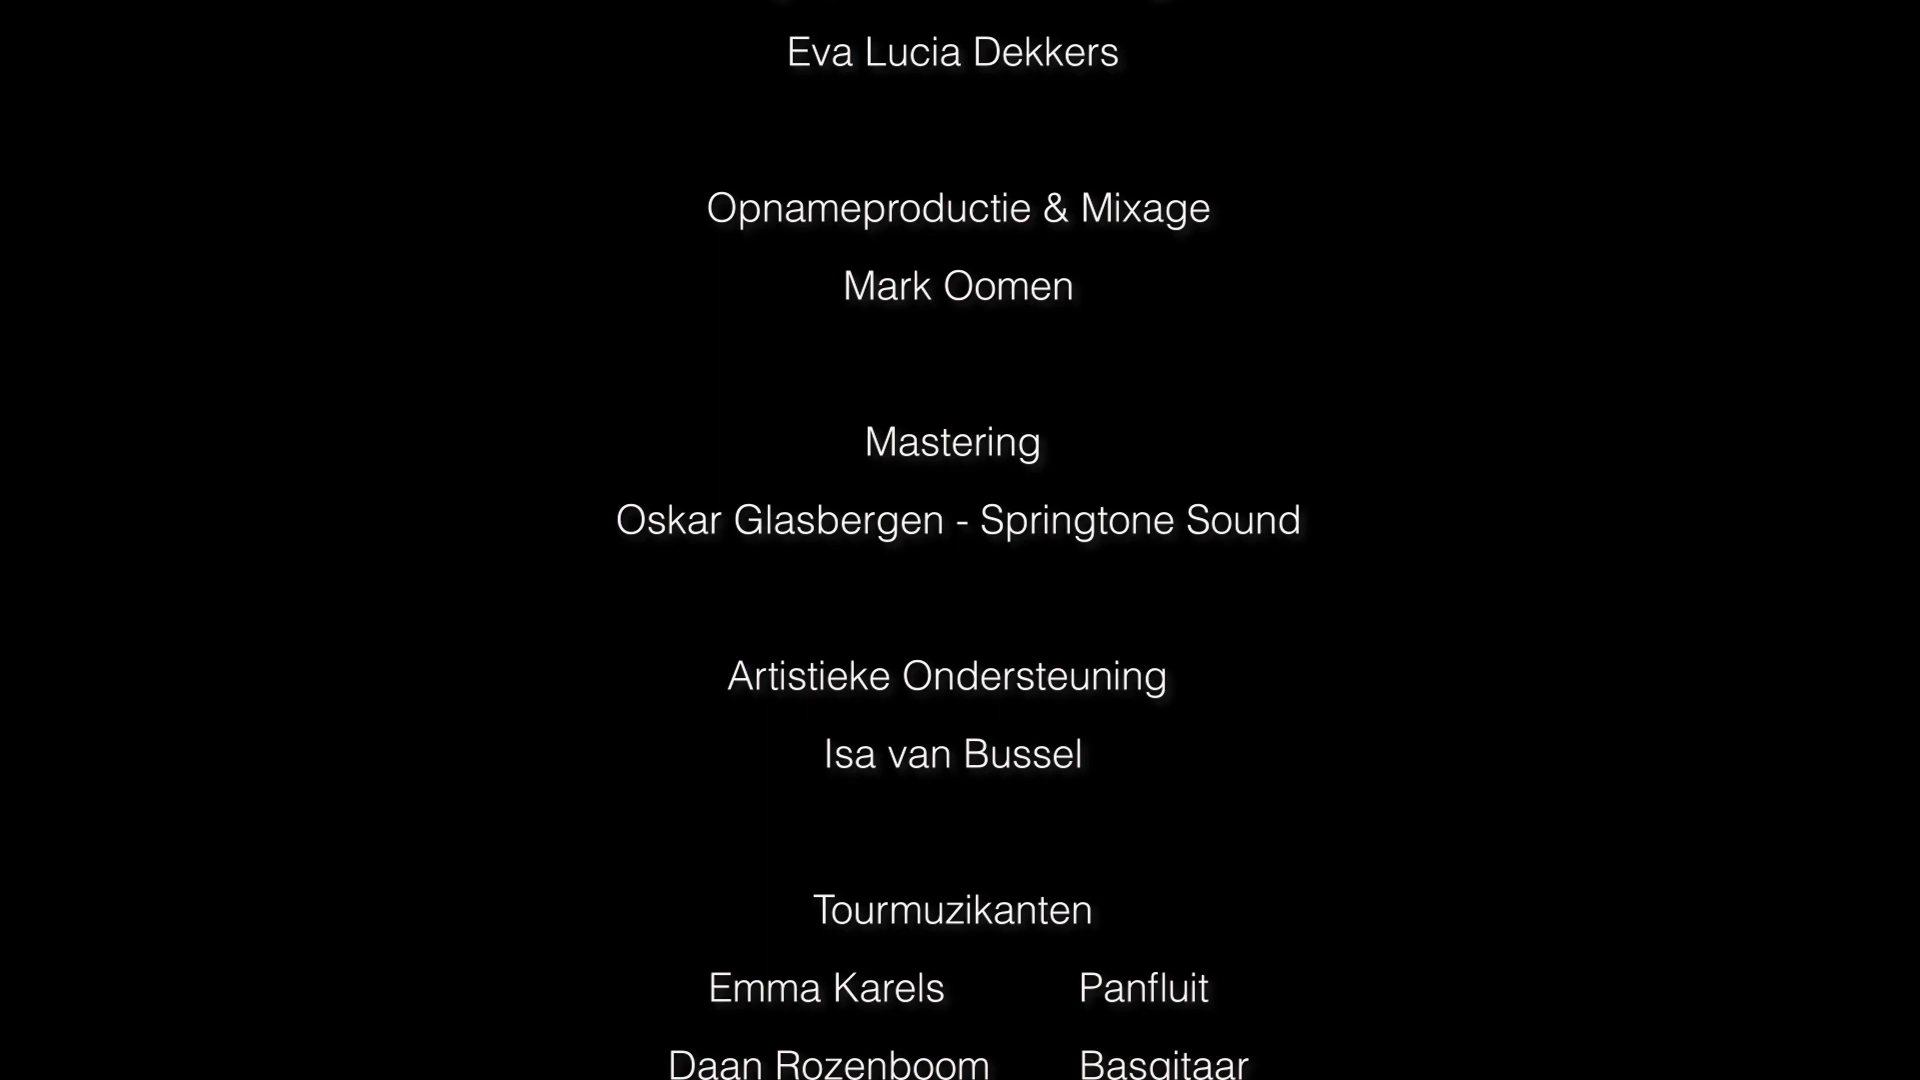 Eva Lucia Dekkers
Opnameproductie & Mixage
Mark Oomen
Mastering
Oskar Glasbergen - Springtone Sound
Artistieke Ondersteuning
Isa van Bussel
Tourmuzikanten
Emma Karels Panfluit
Daan Rozenboom Basgitaar